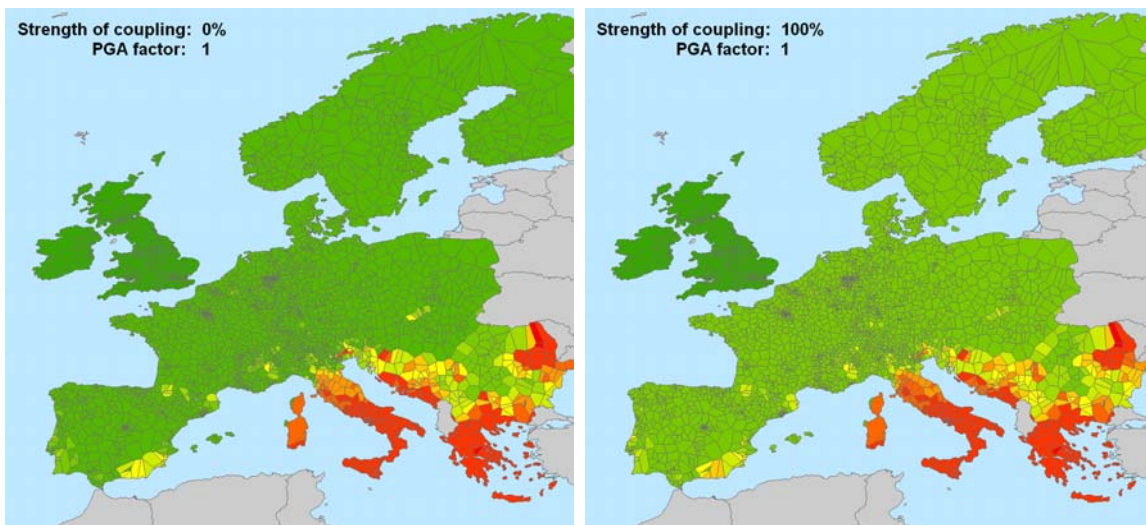 Strength of coupling: 0%
PGA factor: 1
Strength of coupling: 100%
PGA factor: 1